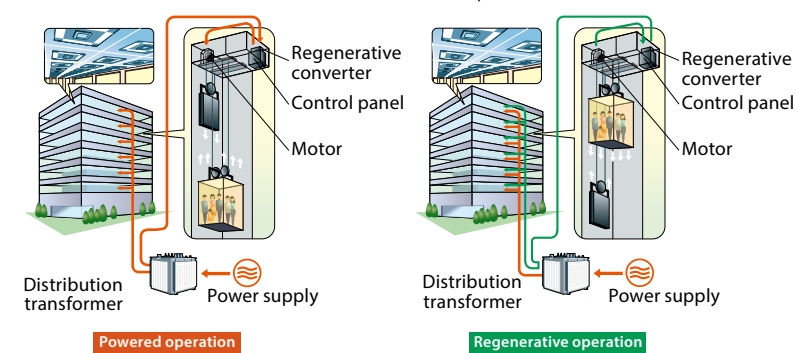 Regenerative
converter
Control panel
Motor
Distribution
transformer
Power supply
Powered operation
Regenerative
converter
Control panel
Motor
Distribution
transformer
Power supply
Regenerative operation